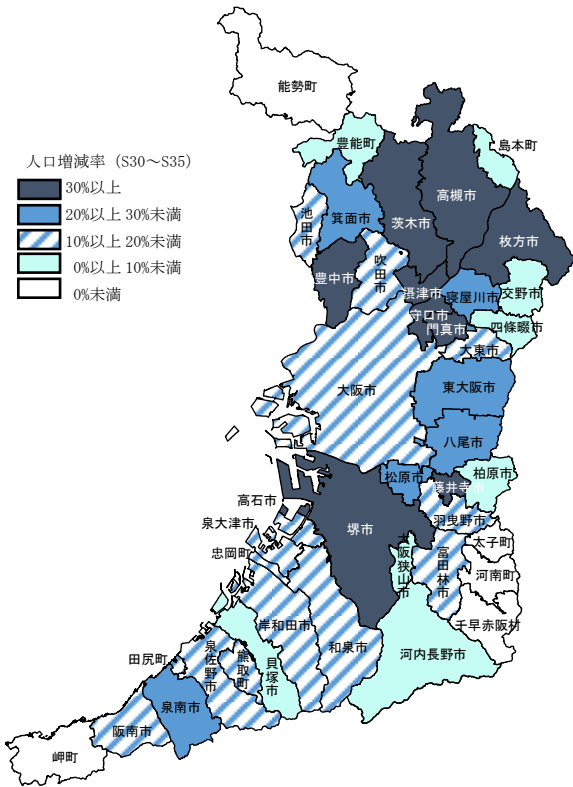 能勢町
人口増減率（S30～S35）
30%以上
20%以上 30%未満
10%以上 20%未満
0%以上 10%未満
0%未満
豊能町
島本町
高槻市
茨木市
池田市
箕面市
枚方市
吹田市
豊中市
摂津市
寝屋川市
交野市
守口市
門真市
四條畷市
大東市
大阪市
東大阪市
八尾市
松原市
柏原市
藤井寺市
高石市
羽曳野市
泉大津市
堺市
太子町
忠岡町
大阪狭山市
富田林市
河南町
千早赤阪村
岸和田市
和泉市
河内長野市
田尻町
泉佐野市
熊取町
貝塚市
泉南市
阪南市
岬町